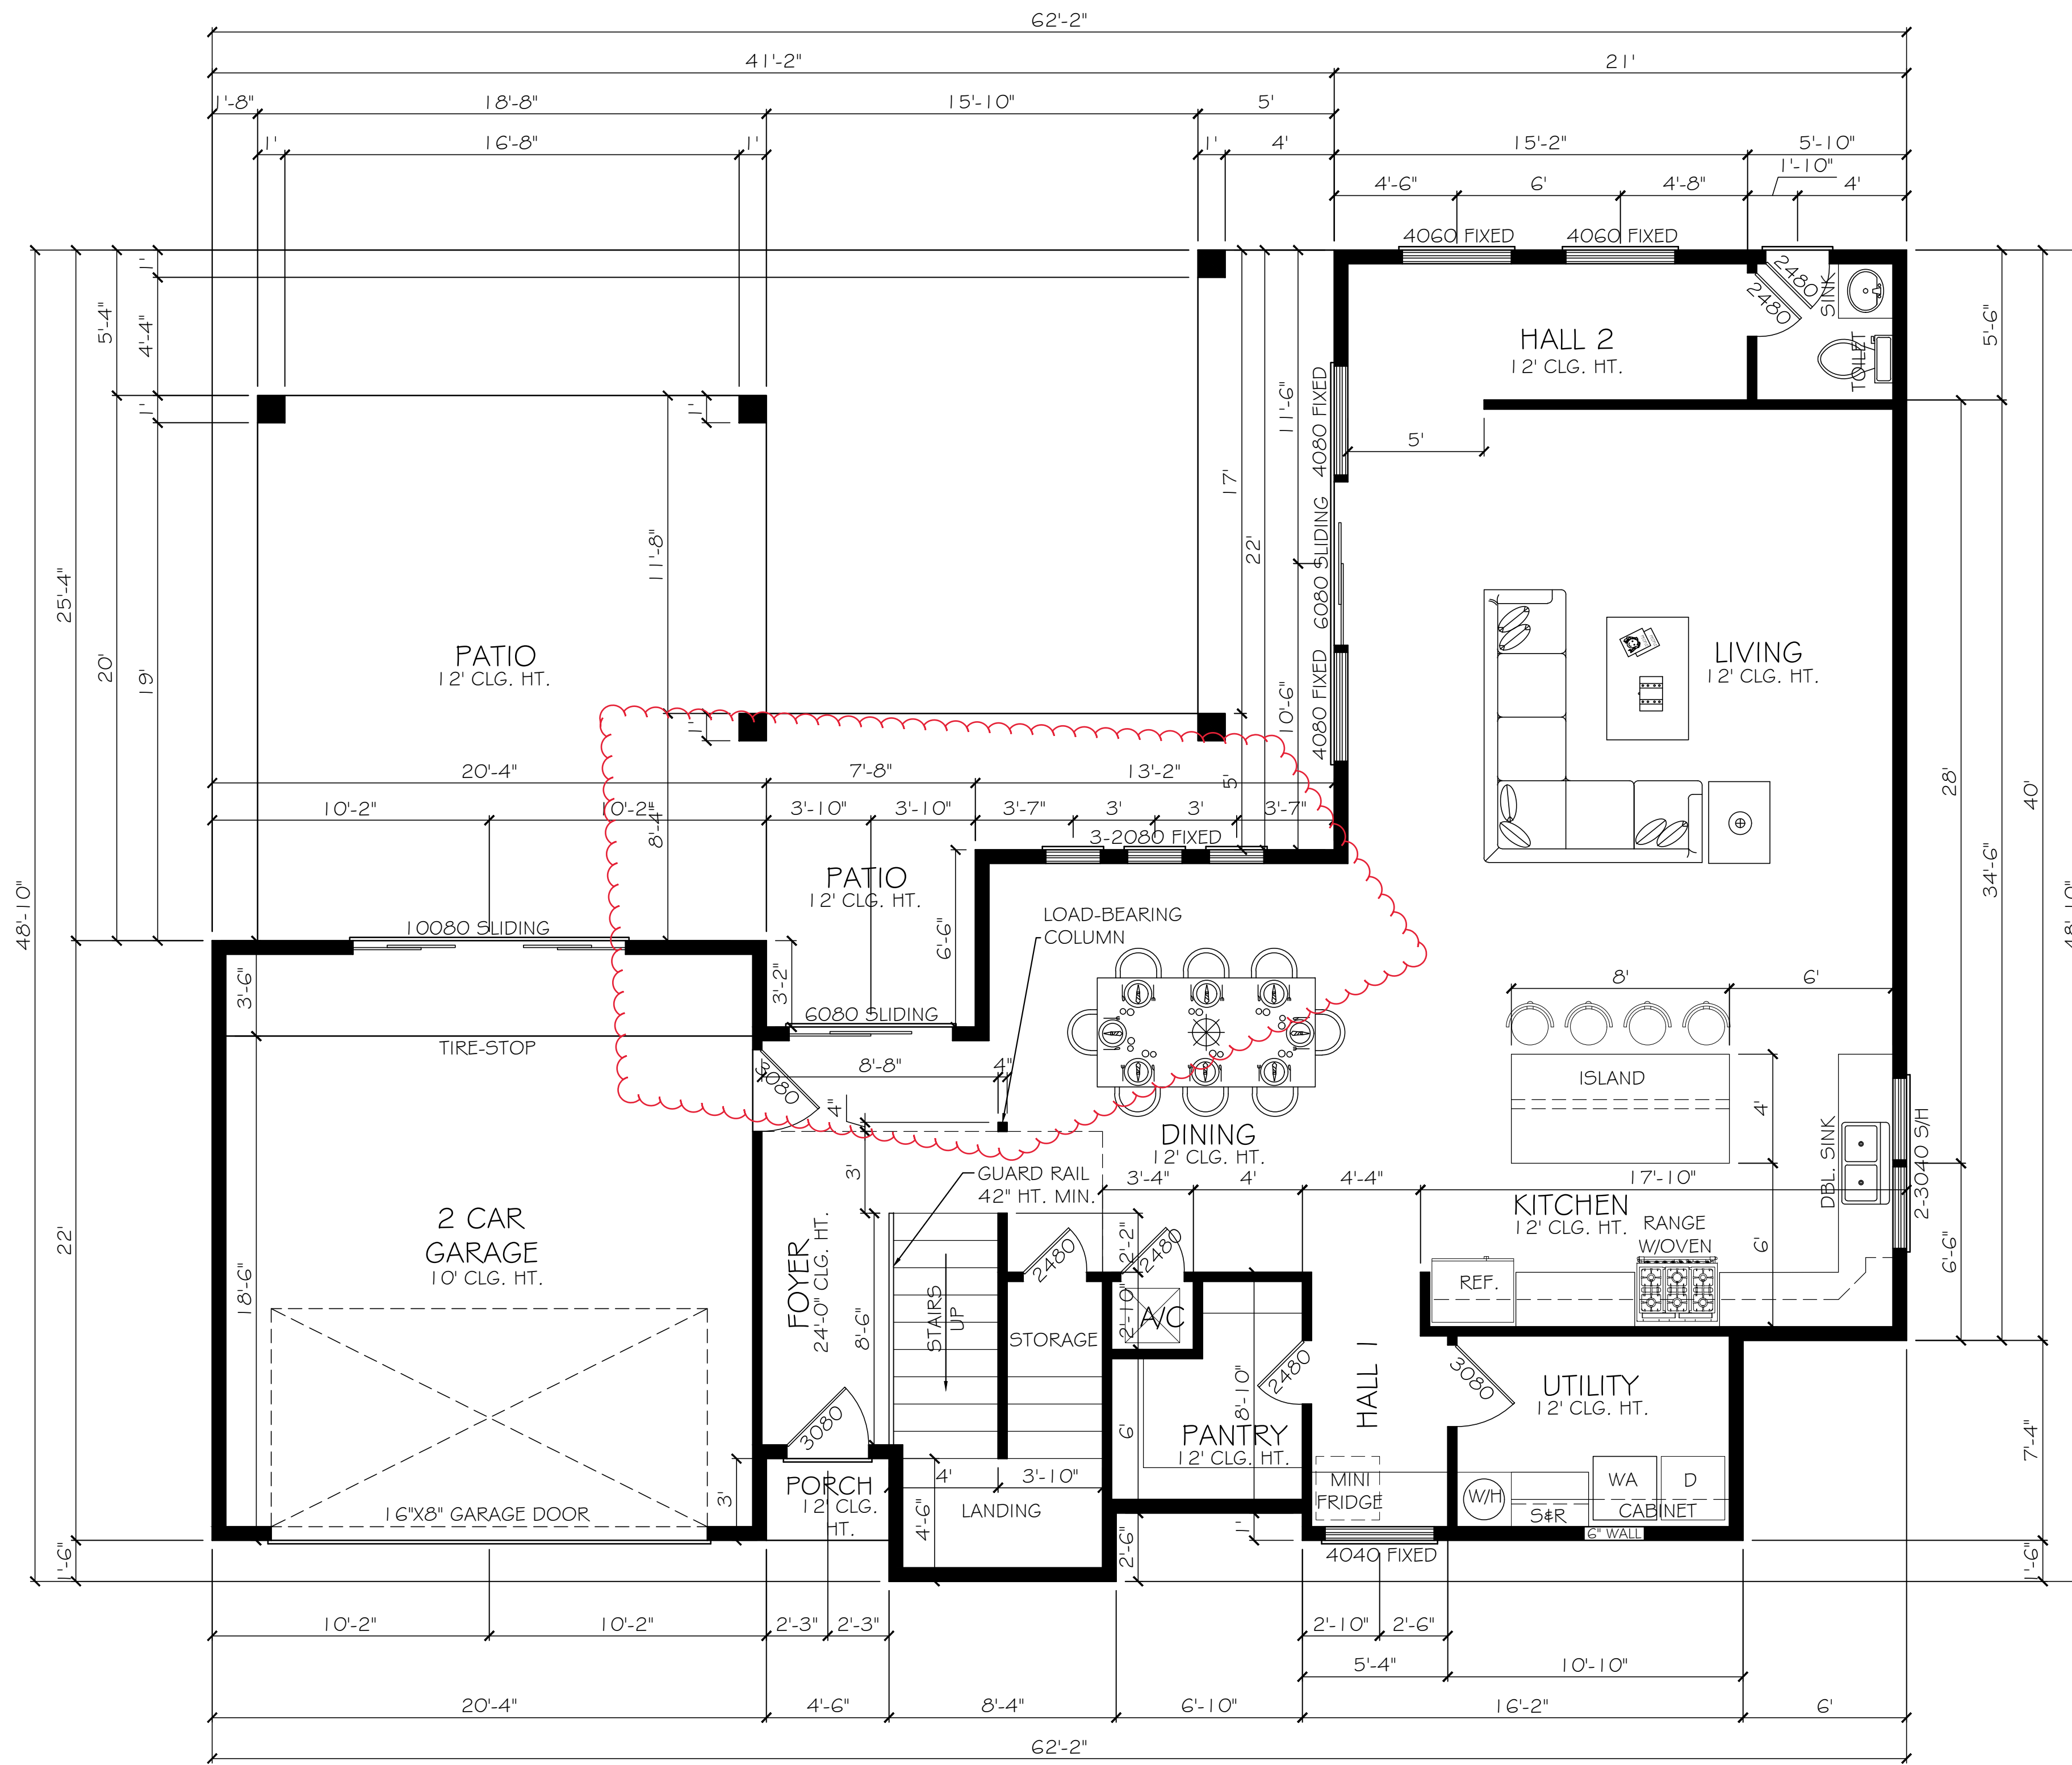 62'-2"
41'-2"
21'
1'-8"
18'-8"
15'-10"
5'
1'
16'-8"
1'
1'
4'
15'-2"
5'-10"
1'-10"
4'-6"
6'
4'-8"
4'
4060 FIXED
4060 FIXED
1'
5'-4"
4'-4"
1'
1'
2480
2480
SINK
TOILET
HALL 2
12' CLG. HT.
5'-6"
11'-6"
4080 FIXED
5'
17'
22'
11'-8"
6080 SLIDING
25'-4"
20'
19'
PATIO
12' CLG. HT.
LIVING
12' CLG. HT.
10'-6"
4080 FIXED
1'
5'
20'-4"
7'-8"
13'-2"
10'-2"
10'-2"
3'-10"
3'-10"
3'-7"
3'
3'
3'-7"
8'-4"
3-2080 FIXED
28'
40'
34'-6"
48'-10"
48'-10"
PATIO
12' CLG. HT.
6'-6"
LOAD-BEARING
COLUMN
10080 SLIDING
3'-6"
3'-2"
6080 SLIDING
TIRE-STOP
8'
6'
8'-8"
4"
3080
4"
ISLAND
4'
DINING
12' CLG. HT.
DBL. SINK
2-3040 S/H
GUARD RAIL
42" HT. MIN.
3'
3'-4"
4'
4'-4"
17'-10"
KITCHEN
12' CLG. HT.
RANGE
W/OVEN
6'
6'-6"
2 CAR
GARAGE
10' CLG. HT.
22'
18'-6"
FOYER
24'-0" CLG. HT.
8'-6"
STAIRS
UP
2480
2480
2'-2"
2'-10"
A/C
STORAGE
REF.
2480
HALL 1
3080
UTILITY
12' CLG. HT.
8'-10"
6'
PANTRY
12' CLG. HT.
3080
7'-4"
PORCH
12' CLG.
HT.
3'
4'
3'-10"
4'-6"
LANDING
MINI
FRIDGE
W/H
S&R
WA
D
CABINET
6" WALL
16"X8" GARAGE DOOR
1'
2'-6"
4040 FIXED
1'-6"
1'-6"
10'-2"
10'-2"
2'-3"
2'-3"
2'-10"
2'-6"
5'-4"
10'-10"
20'-4"
4'-6"
8'-4"
6'-10"
16'-2"
6'
62'-2"